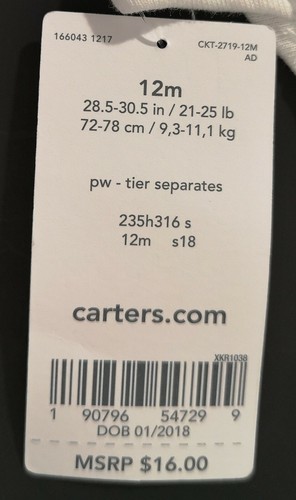 166043 1217
CKT-2719-12M
AD
12m
28.5-30.5 in / 21-25 lb
72-78 cm / 9,3-11,1 kg
pw - tier separates
235h316 s
12m s18
carters.com
XKR1038
1 90796 54729 9
DOB 01/2018
MSRP $16.00